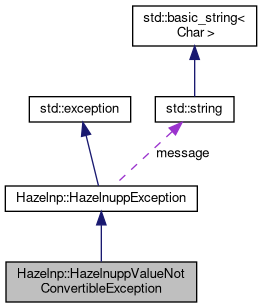 std::basic_string<
Char >
std::exception
std::string
message
Hazelnp::HazelnuppException
Hazelnp::HazelnuppValueNot
ConvertibleException